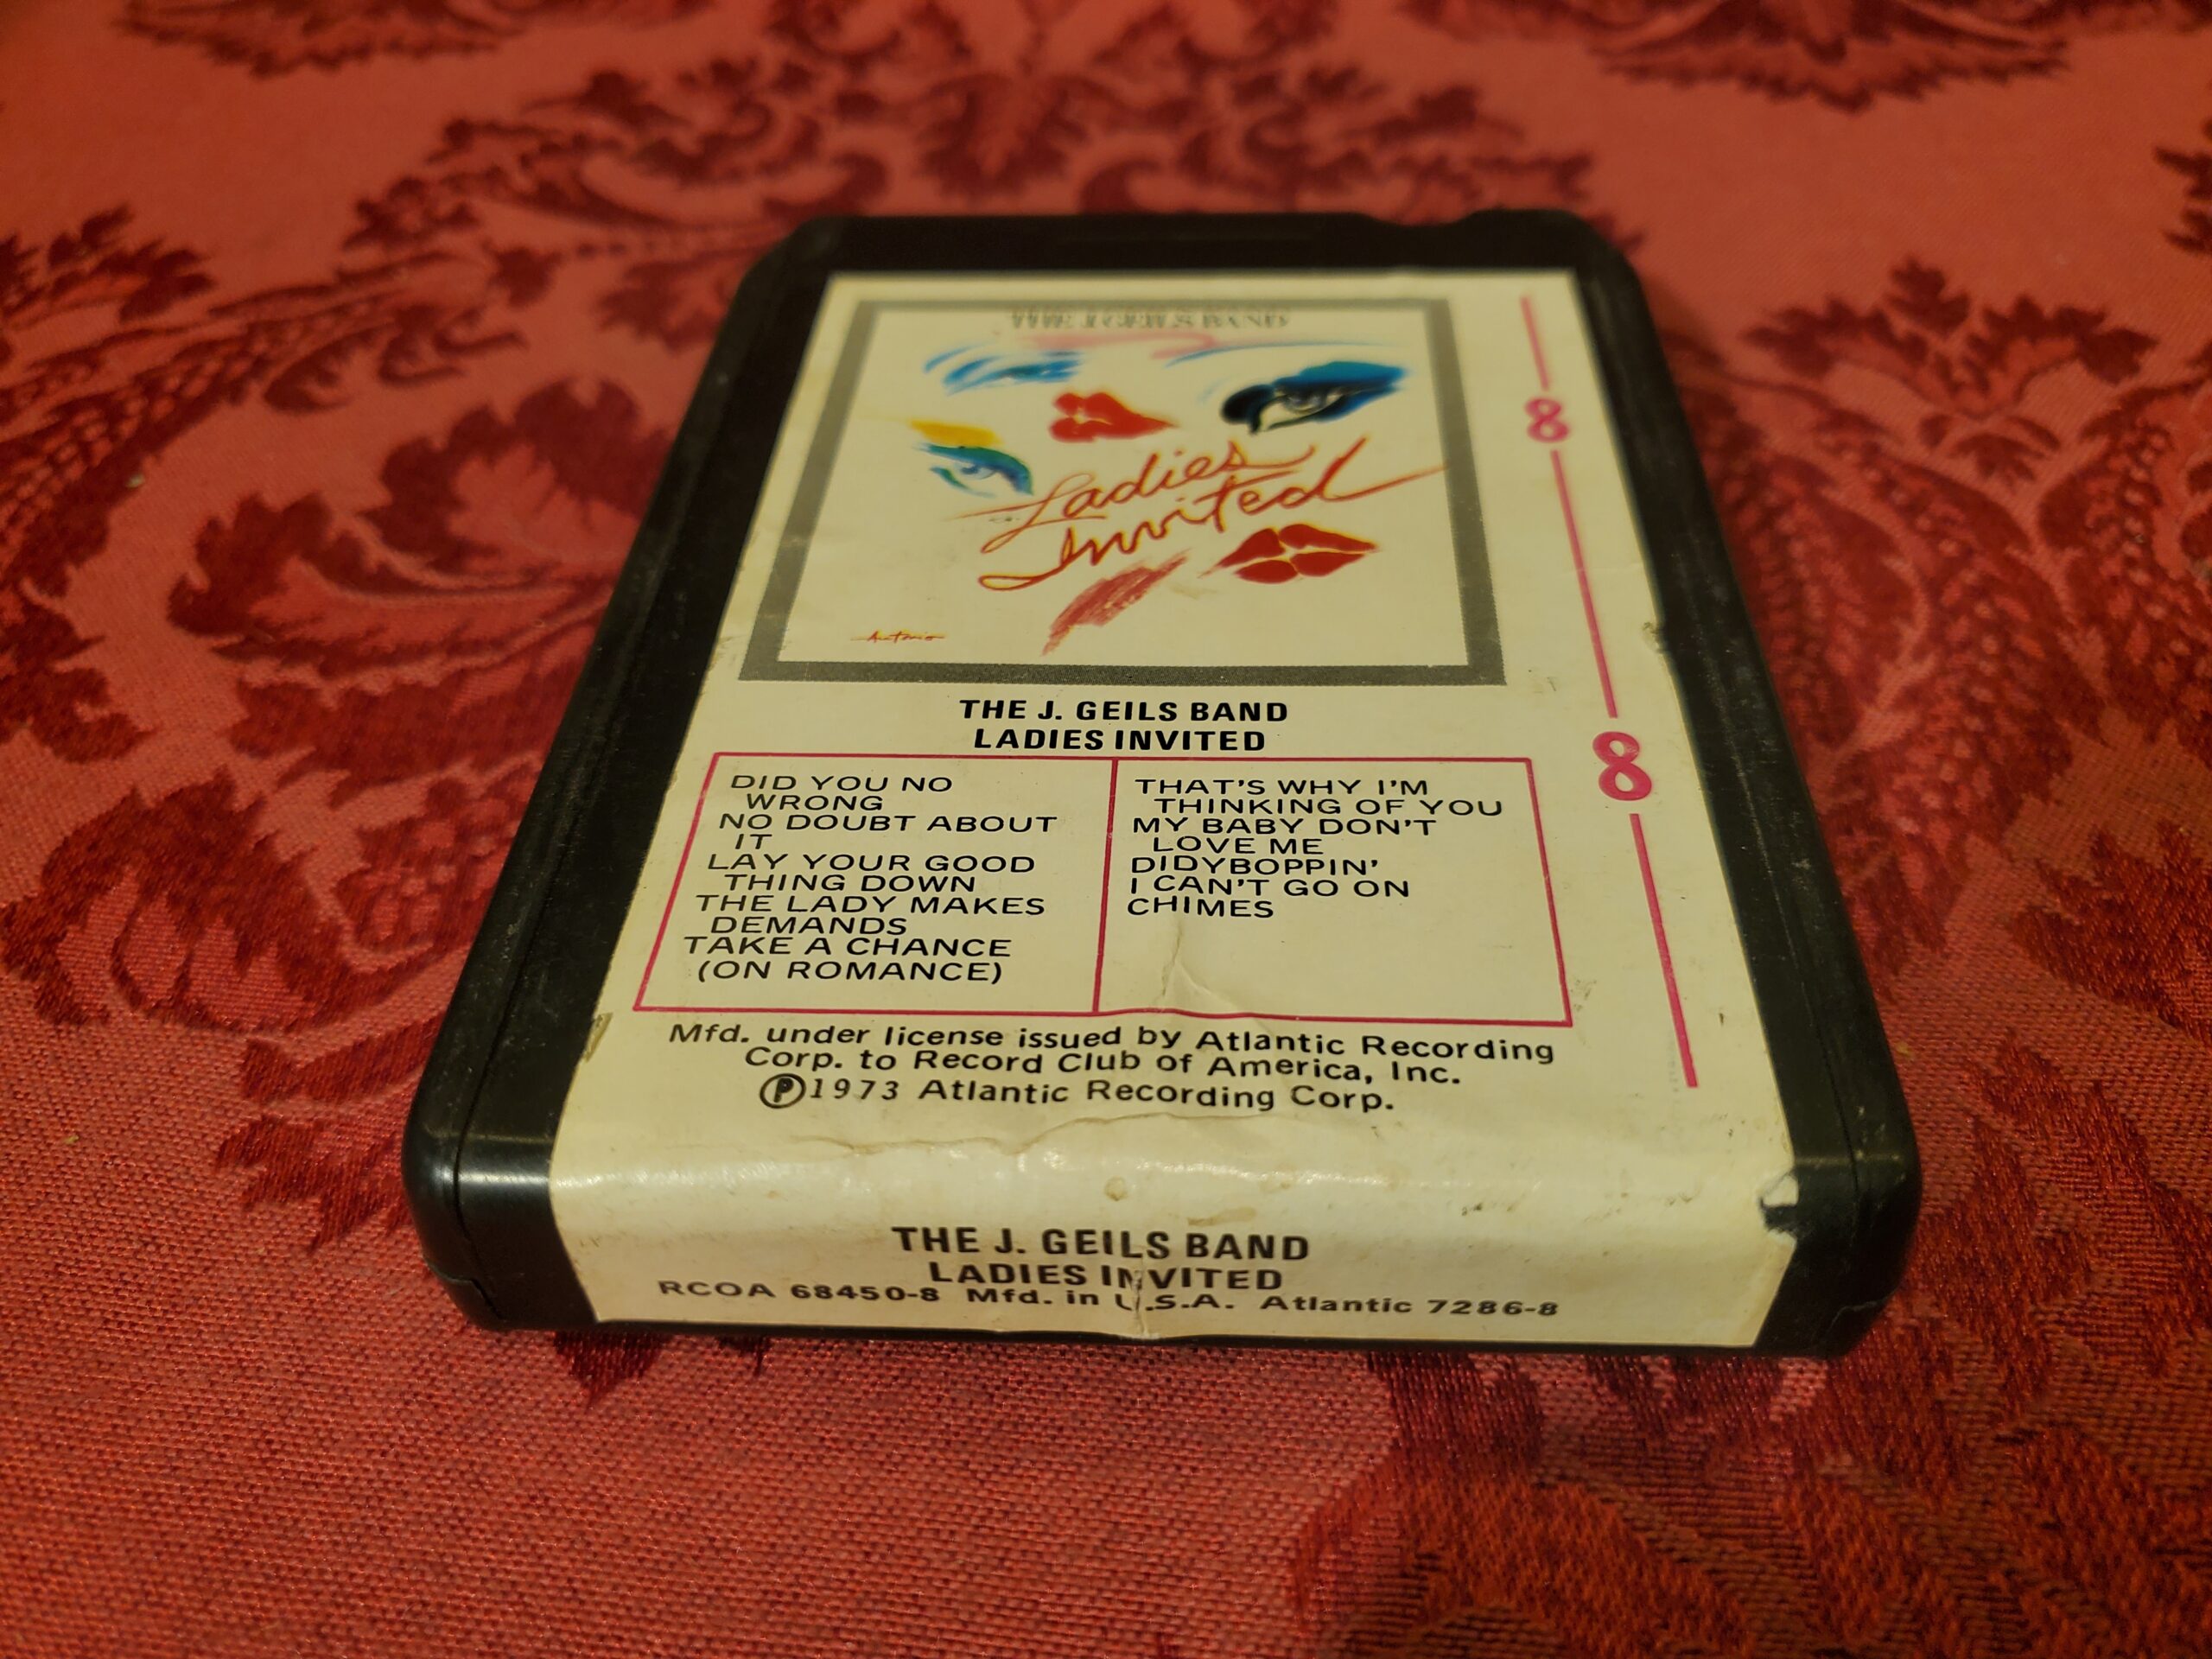 THE J. GEILS BAND
Ladies
Invited
Antonio
8
THE J. GEILS BAND
LADIES INVITED
8
DID YOU NO
WRONG
NO DOUBT ABOUT
IT
LAY YOUR GOOD
THING DOWN
THE LADY MAKES
DEMANDS
TAKE A CHANCE
(ON ROMANCE)
THAT'S WHY I'M
THINKING OF YOU
MY BABY DON'T
LOVE ME
DIDYBOPPIN'
I CAN'T GO ON
CHIMES
Mfd. under license issued by Atlantic Recording
Corp. to Record Club of America, Inc.
Ⓟ1973 Atlantic Recording Corp.
THE J. GEILS BAND
LADIES INVITED
RCOA 68450-8 Mfd. in U.S.A. Atlantic 7286-8